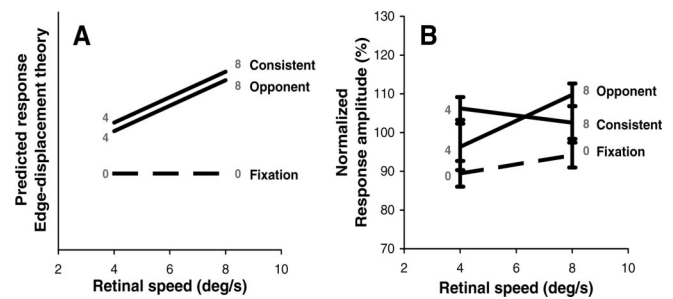 A
Predicted response
Edge-displacement theory
8 Consistent
8 Opponent
4
4
0
0 Fixation
2 4 6 8 10
Retinal speed (deg/s)
B
Normalized
Response amplitude (%)
130
120
110
100
90
80
70
4
4
0
8 Opponent
8 Consistent
0 Fixation
2 4 6 8 10
Retinal speed (deg/s)